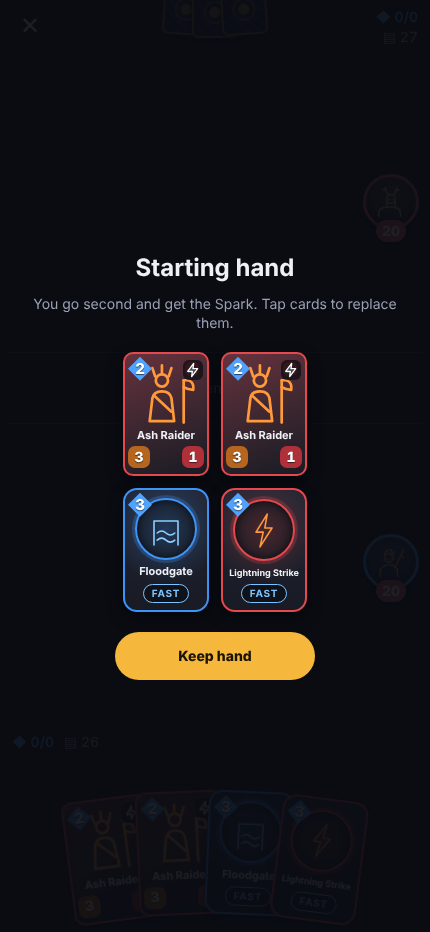 0/0
27
20
Starting hand
You go second and get the Spark. Tap cards to replace
them.
2
2
Ash Raider
Ash Raider
3
1
3
1
3
3
Floodgate
Lightning Strike
FAST
FAST
20
Keep hand
0/0
26
2
2
3
3
Ash Raide
Ash Raide
Floodgate
Lightning Strike
3
3
FAST
FAST